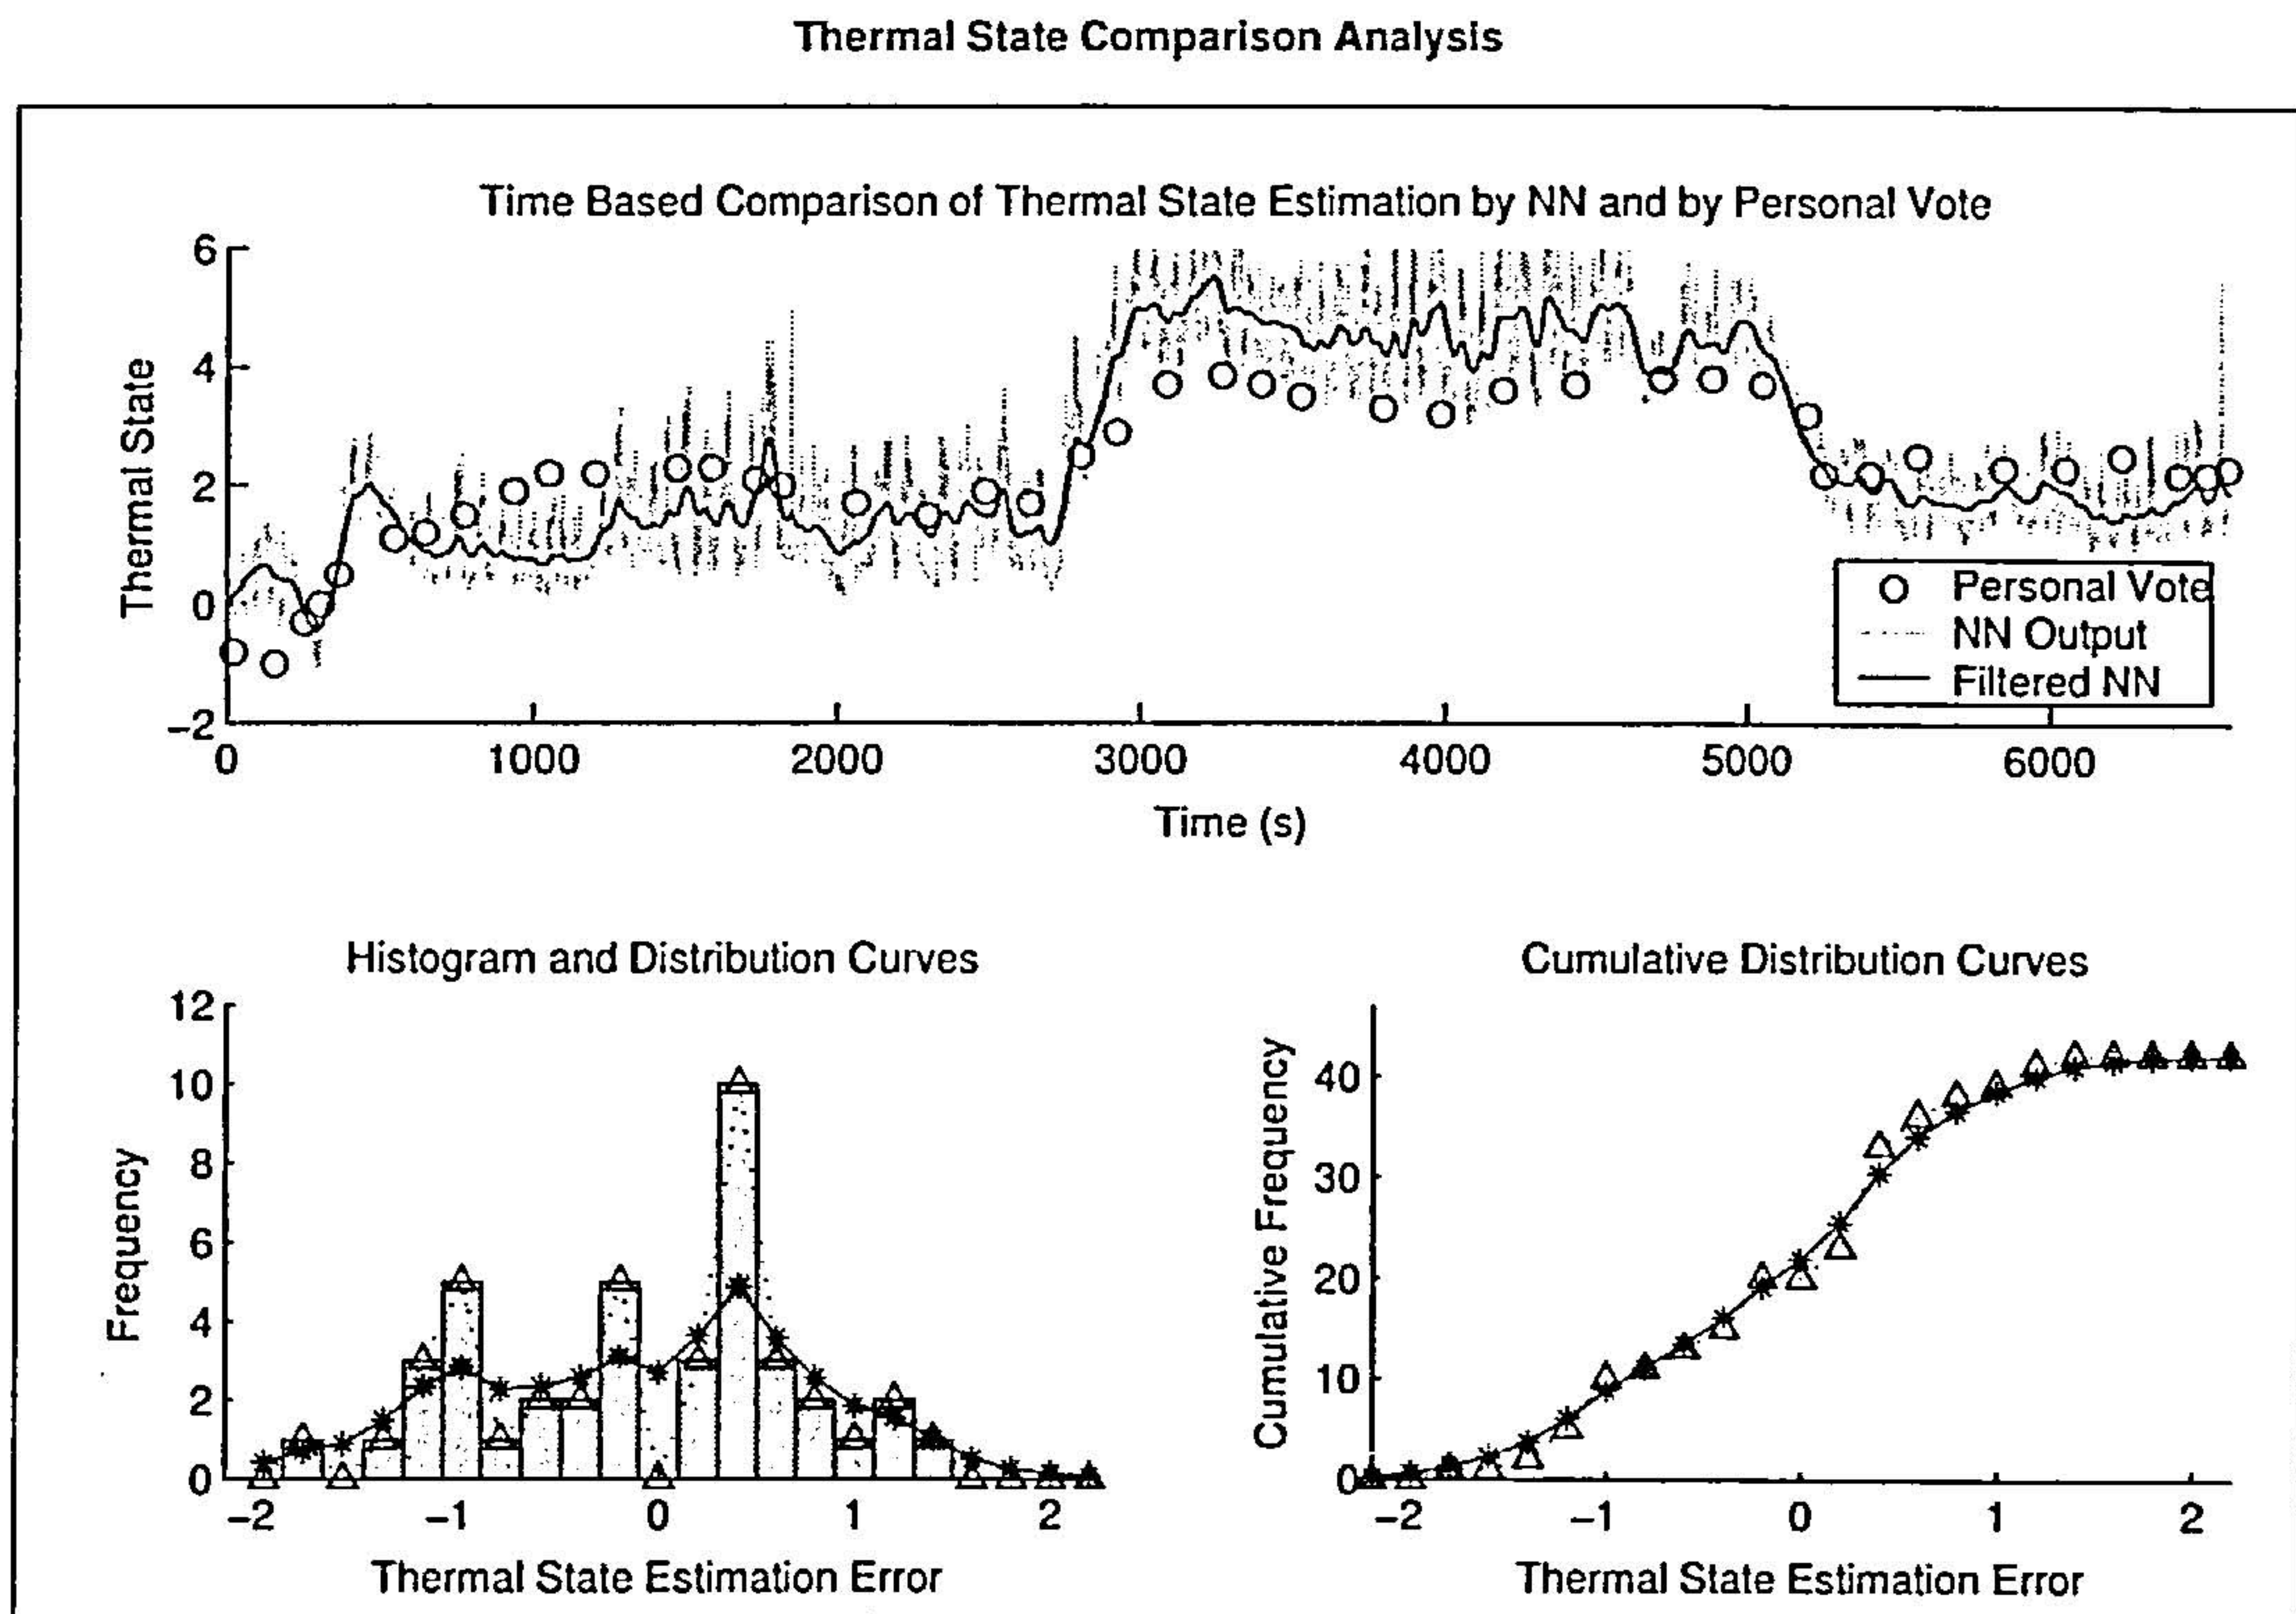 Thermal State Comparison Analysis
Time Based Comparison of Thermal State Estimation by NN and by Personal Vote
Thermal State
6
4
2
0
−2
0 1000 2000 3000 4000 5000 6000
Time (s)
Personal Vote
NN Output
Filtered NN
Histogram and Distribution Curves
Frequency
12
10
8
6
4
2
0
−2 −1 0 1 2
Thermal State Estimation Error
Cumulative Distribution Curves
Cumulative Frequency
40
30
20
10
0
−2 −1 0 1 2
Thermal State Estimation Error